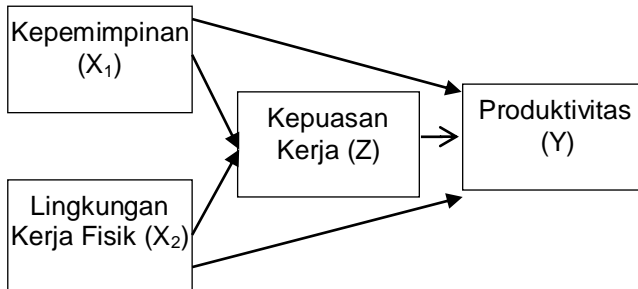 Kepemimpinan
(X₁)
Kepuasan
Kerja (Z)
Produktivitas
(Y)
Lingkungan
Kerja Fisik (X₂)